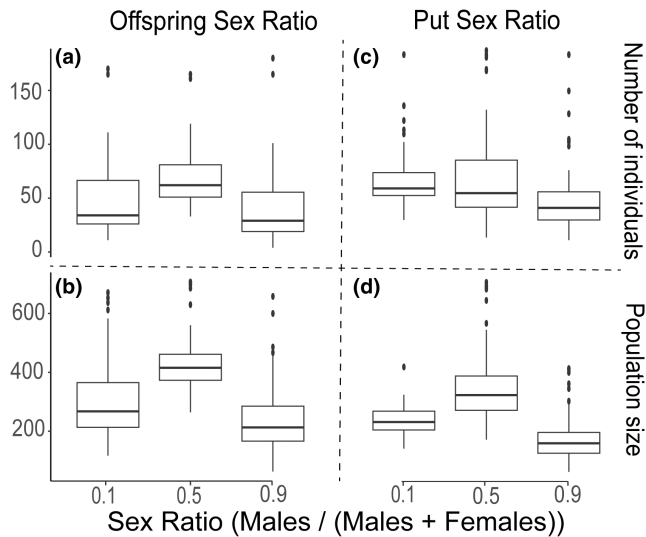 Offspring Sex Ratio
Put Sex Ratio
(a)
(c)
150
100
50
0
Number of individuals
(b)
(d)
600
400
200
Population size
0.1
0.5
0.9
0.1
0.5
0.9
Sex Ratio (Males / (Males + Females))